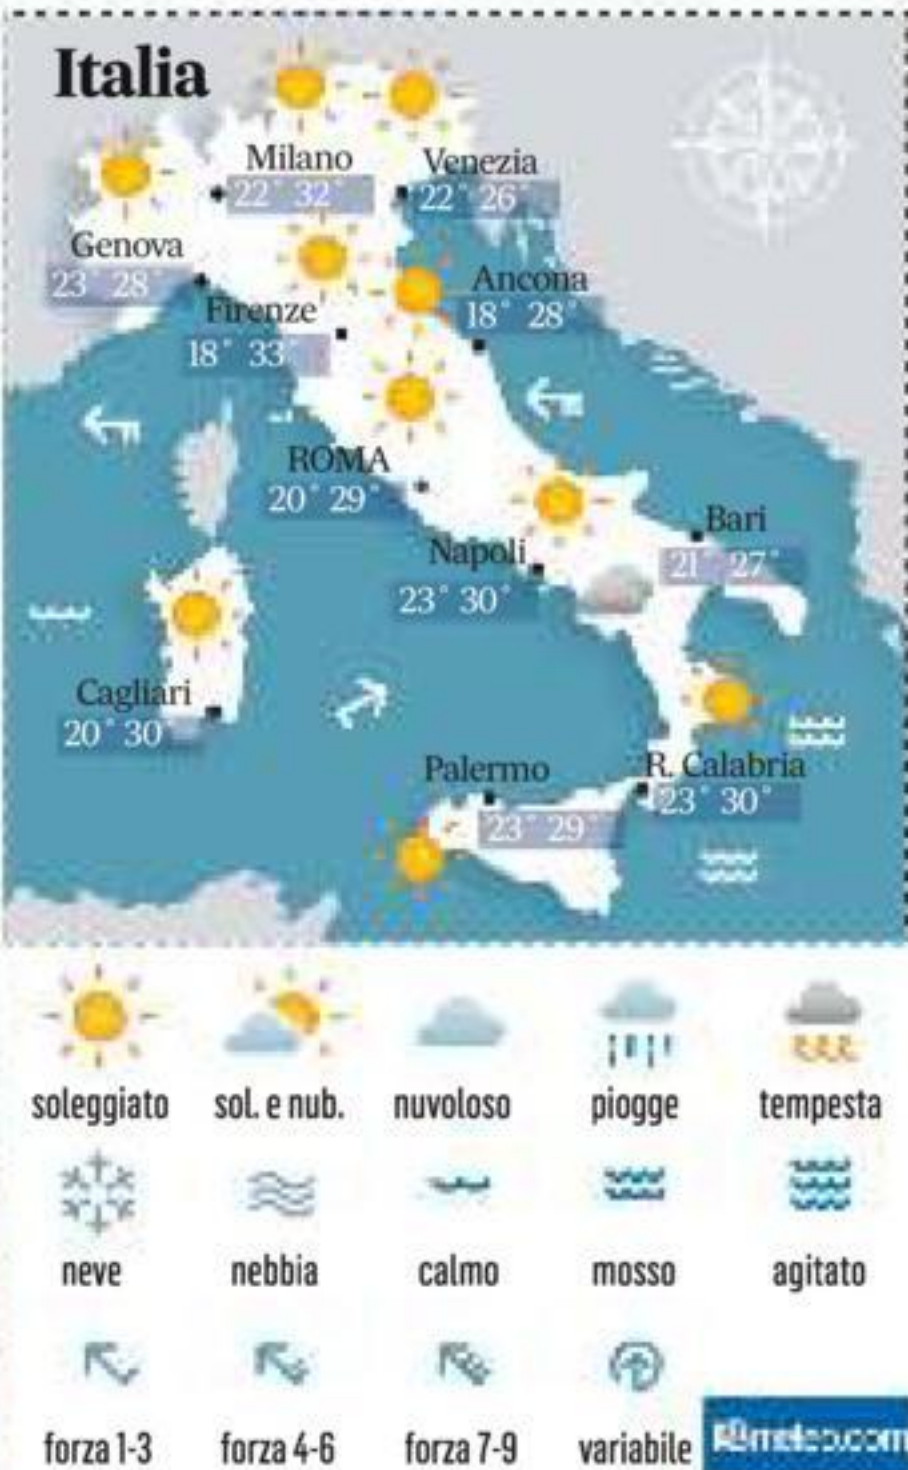 Italia
Milano
22° 32°
Venezia
22° 26°
Genova
23° 28°
Ancona
18° 28°
Firenze
18° 33°
ROMA
20° 29°
Bari
21° 27°
Napoli
23° 30°
Cagliari
20° 30°
Palermo
23° 29°
R. Calabria
23° 30°
soleggiato sol. e nub. nuvoloso piogge tempesta
neve nebbia calmo mosso agitato
forza 1-3 forza 4-6 forza 7-9 variabile